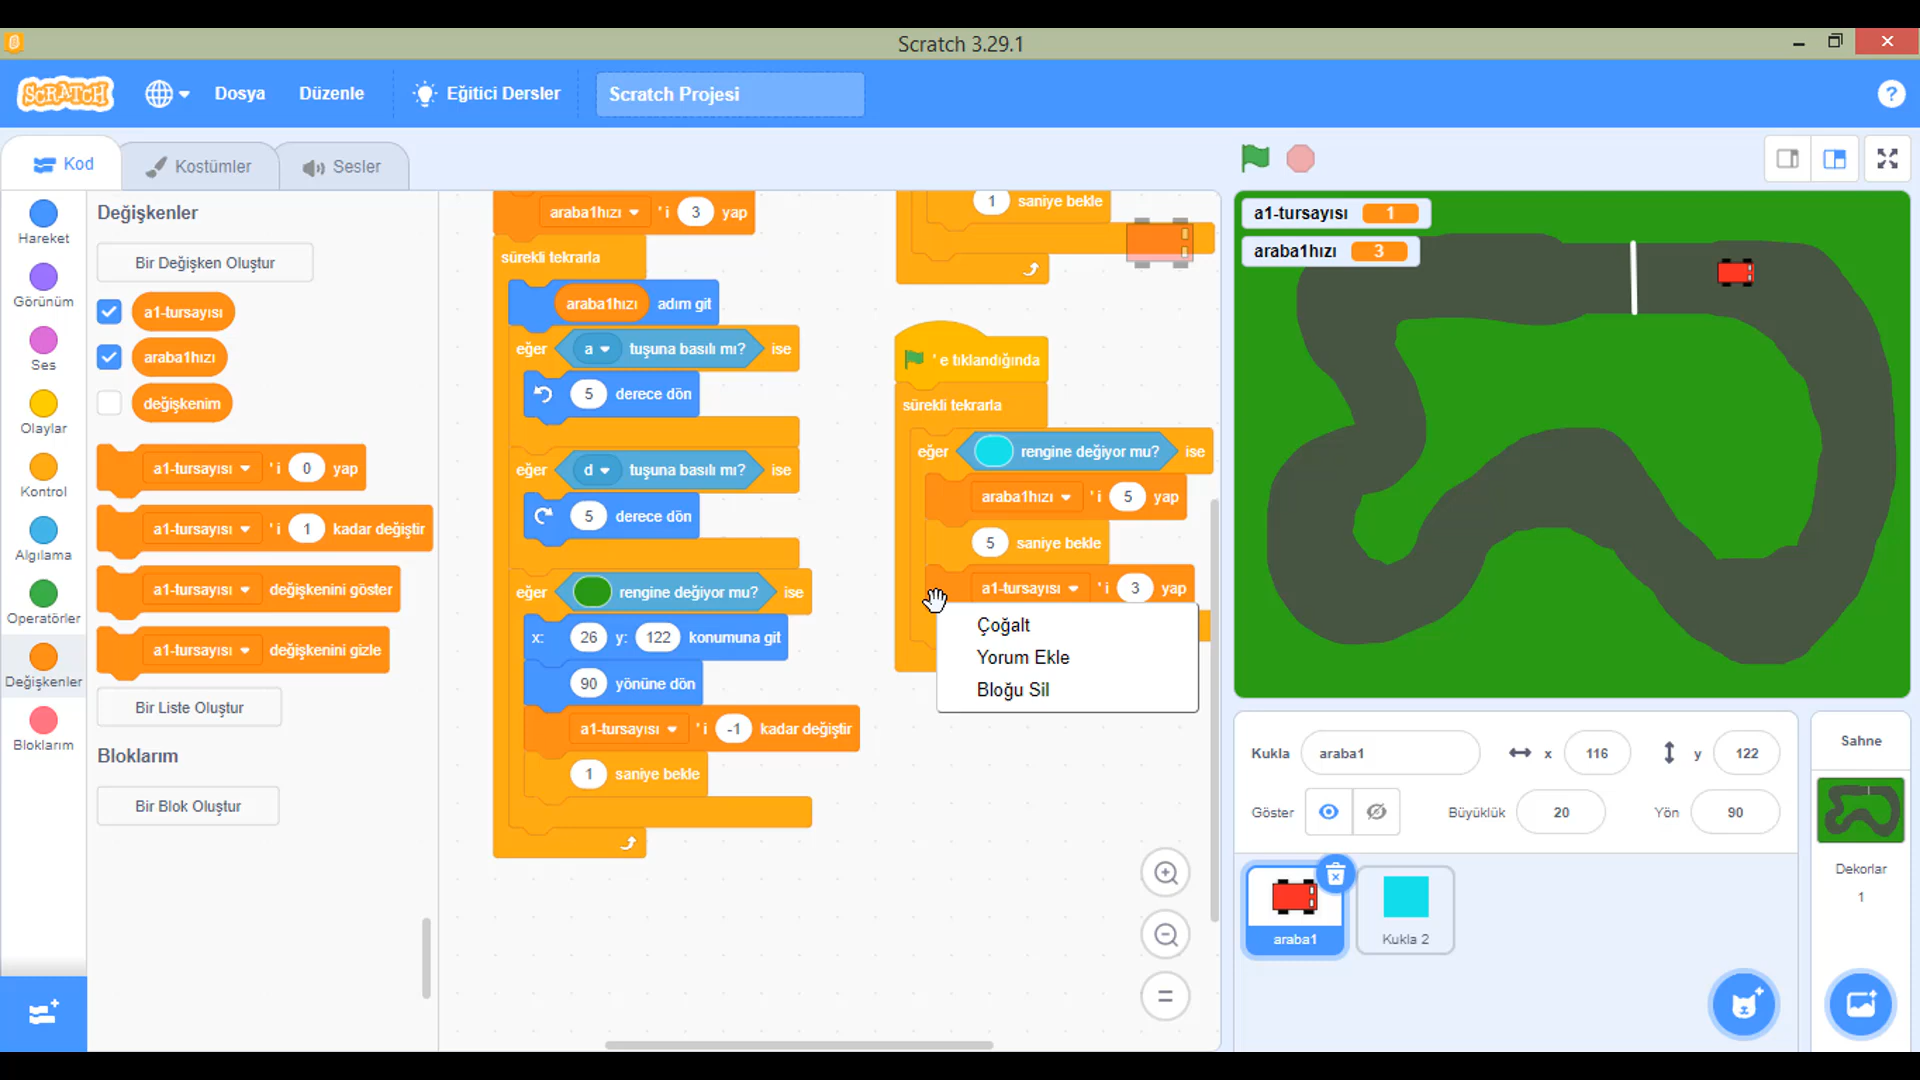 Scratch 3.29.1
SCRATCH
Dosya
Düzenle
Eğitici Dersler
Scratch Projesi
?
Kod
Kostümler
Sesler
Hareket
Görünüm
Ses
Olaylar
Kontrol
Algılama
Operatörler
Değişkenler
Bloklarım
Değişkenler
Bir Değişken Oluştur
a1-tursayısı
araba1hızı
değişkenim
a1-tursayısı ' i 0 yap
a1-tursayısı ' i 1 kadar değiştir
a1-tursayısı değişkenini göster
a1-tursayısı değişkenini gizle
Bir Liste Oluştur
Bloklarım
Bir Blok Oluştur
araba1hızı ' i 3 yap
sürekli tekrarla
araba1hızı adım git
eğer a tuşuna basılı mı? ise
5 derece dön
eğer d tuşuna basılı mı? ise
5 derece dön
eğer rengine değiyor mu? ise
x: 26 y: 122 konumuna git
90 yönüne dön
a1-tursayısı ' i -1 kadar değiştir
1 saniye bekle
1 saniye bekle
' e tıklandığında
sürekli tekrarla
eğer rengine değiyor mu? ise
araba1hızı ' i 5 yap
5 saniye bekle
a1-tursayısı ' i 3 yap
Çoğalt
Yorum Ekle
Bloğu Sil
a1-tursayısı 1
araba1hızı 3
Kukla araba1 x 116 y 122
Göster Büyüklük 20 Yön 90
araba1
Kukla 2
Sahne
Dekorlar
1